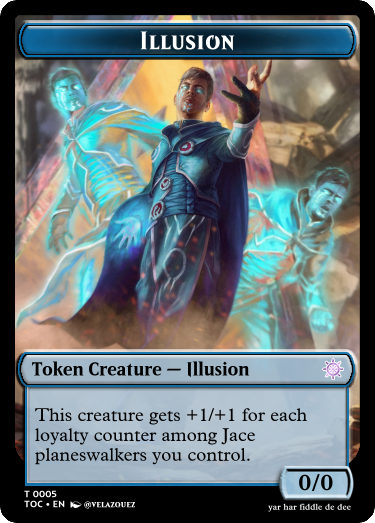 Illusion
Token Creature — Illusion
This creature gets +1/+1 for each
loyalty counter among Jace
planeswalkers you control.
0/0
T 0005
TOC • EN @VELAZOUEZ
yar har fiddle de dee